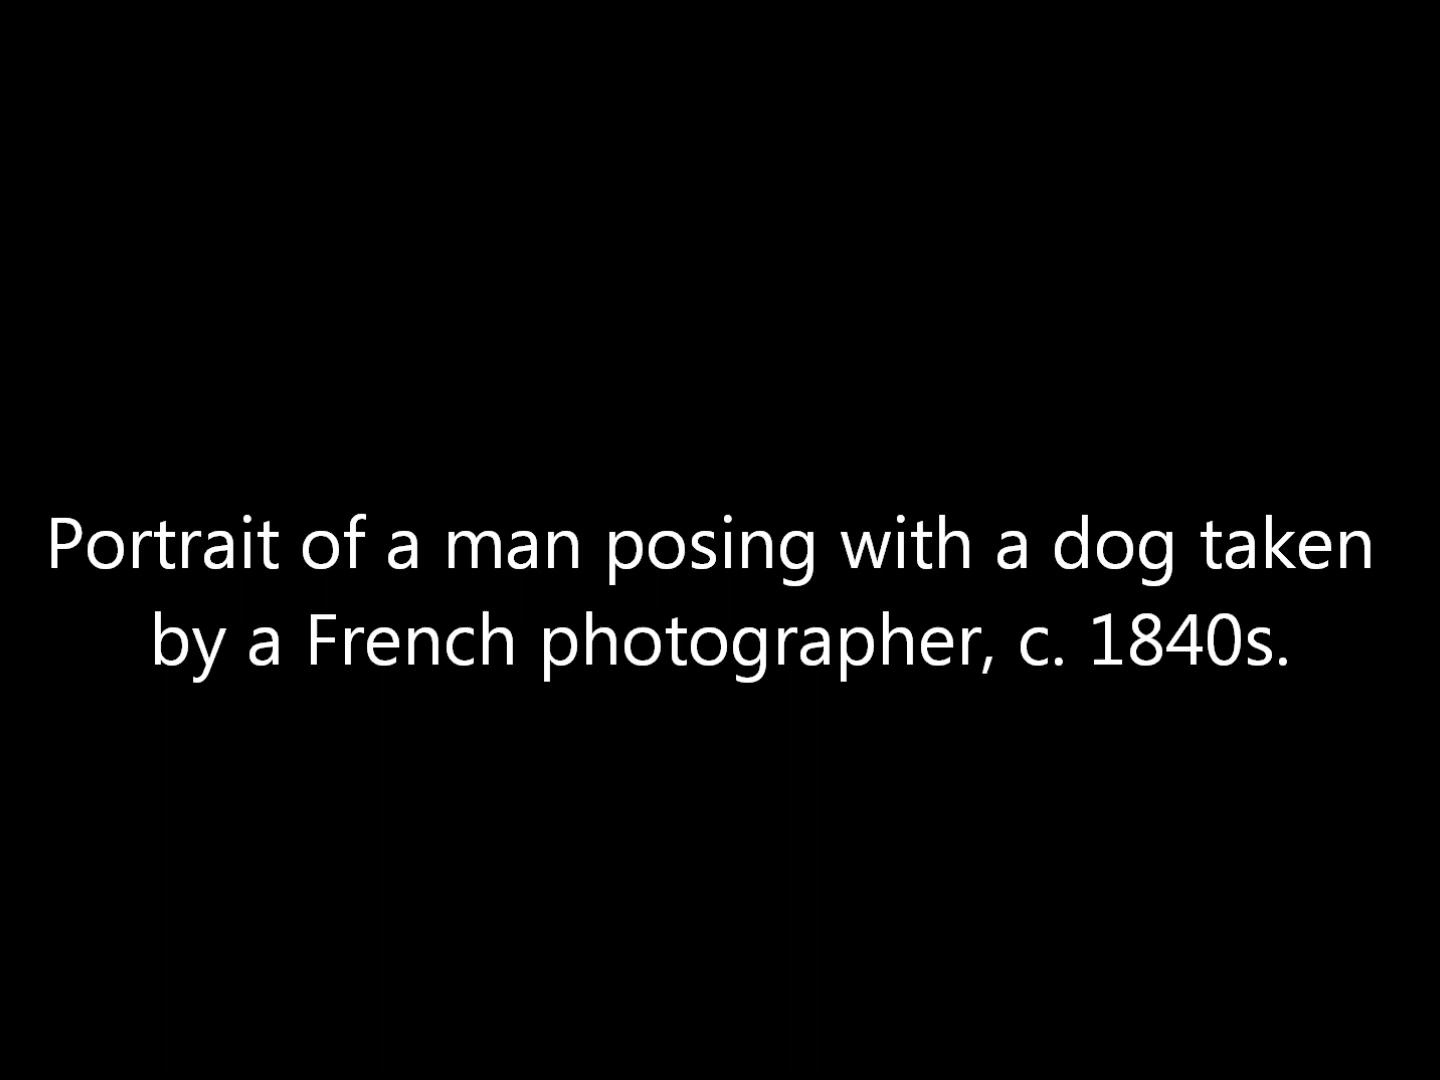 Portrait of a man posing with a dog taken
by a French photographer, c. 1840s.